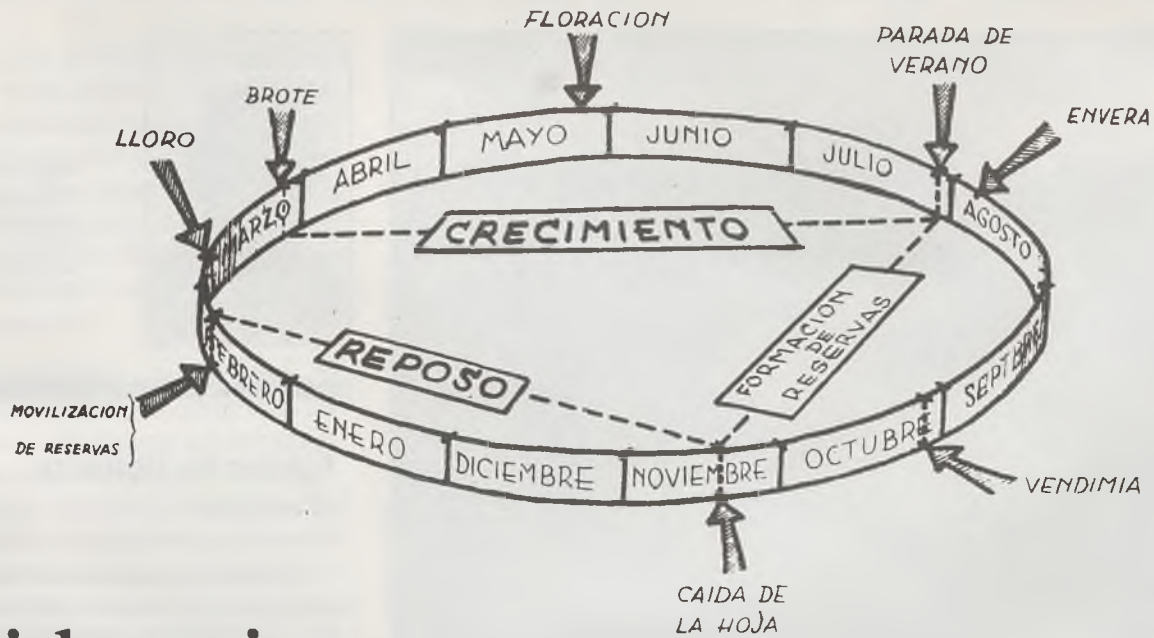 FLORACION
PARADA DE
VERANO
BROTE
ENVERA
LLORO
MARZO
ABRIL
MAYO
JUNIO
JULIO
AGOSTO
CRECIMIENTO
FORMACION
DE
RESERVAS
REPOSO
FEBRERO
ENERO
DICIEMBRE
NOVIEMBRE
OCTUBRE
SEPTBRE
MOVILIZACION
DE RESERVAS
VENDIMIA
CAIDA DE
LA HOJA